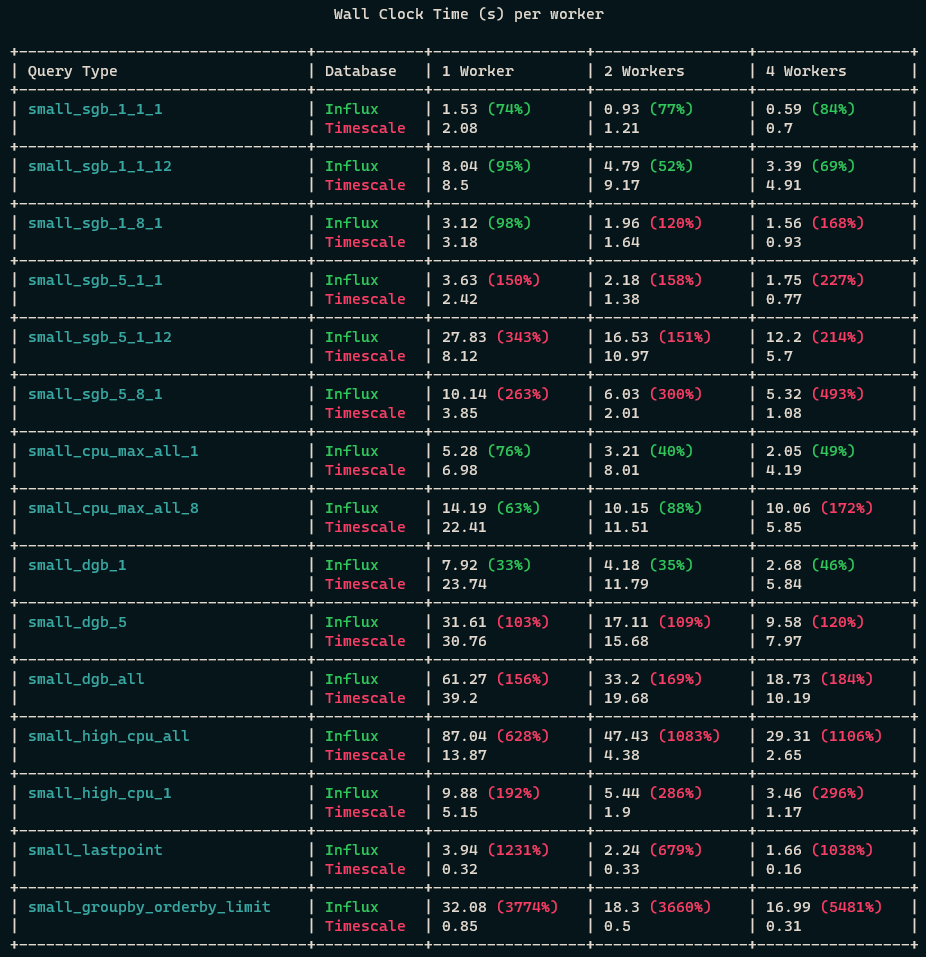 Wall Clock Time (s) per worker
+--------------------------------+------------+-----------------+-----------------+-----------------+
| Query Type | Database | 1 Worker | 2 Workers | 4 Workers |
+--------------------------------+------------+-----------------+-----------------+-----------------+
| small_sgb_1_1_1 | Influx | 1.53 (74%) | 0.93 (77%) | 0.59 (84%) |
| | Timescale | 2.08 | 1.21 | 0.7 |
+--------------------------------+------------+-----------------+-----------------+-----------------+
| small_sgb_1_1_12 | Influx | 8.04 (95%) | 4.79 (52%) | 3.39 (69%) |
| | Timescale | 8.5 | 9.17 | 4.91 |
+--------------------------------+------------+-----------------+-----------------+-----------------+
| small_sgb_1_8_1 | Influx | 3.12 (98%) | 1.96 (120%) | 1.56 (168%) |
| | Timescale | 3.18 | 1.64 | 0.93 |
+--------------------------------+------------+-----------------+-----------------+-----------------+
| small_sgb_5_1_1 | Influx | 3.63 (150%) | 2.18 (158%) | 1.75 (227%) |
| | Timescale | 2.42 | 1.38 | 0.77 |
+--------------------------------+------------+-----------------+-----------------+-----------------+
| small_sgb_5_1_12 | Influx | 27.83 (343%) | 16.53 (151%) | 12.2 (214%) |
| | Timescale | 8.12 | 10.97 | 5.7 |
+--------------------------------+------------+-----------------+-----------------+-----------------+
| small_sgb_5_8_1 | Influx | 10.14 (263%) | 6.03 (300%) | 5.32 (493%) |
| | Timescale | 3.85 | 2.01 | 1.08 |
+--------------------------------+------------+-----------------+-----------------+-----------------+
| small_cpu_max_all_1 | Influx | 5.28 (76%) | 3.21 (40%) | 2.05 (49%) |
| | Timescale | 6.98 | 8.01 | 4.19 |
+--------------------------------+------------+-----------------+-----------------+-----------------+
| small_cpu_max_all_8 | Influx | 14.19 (63%) | 10.15 (88%) | 10.06 (172%) |
| | Timescale | 22.41 | 11.51 | 5.85 |
+--------------------------------+------------+-----------------+-----------------+-----------------+
| small_dgb_1 | Influx | 7.92 (33%) | 4.18 (35%) | 2.68 (46%) |
| | Timescale | 23.74 | 11.79 | 5.84 |
+--------------------------------+------------+-----------------+-----------------+-----------------+
| small_dgb_5 | Influx | 31.61 (103%) | 17.11 (109%) | 9.58 (120%) |
| | Timescale | 30.76 | 15.68 | 7.97 |
+--------------------------------+------------+-----------------+-----------------+-----------------+
| small_dgb_all | Influx | 61.27 (156%) | 33.2 (169%) | 18.73 (184%) |
| | Timescale | 39.2 | 19.68 | 10.19 |
+--------------------------------+------------+-----------------+-----------------+-----------------+
| small_high_cpu_all | Influx | 87.04 (628%) | 47.43 (1083%) | 29.31 (1106%) |
| | Timescale | 13.87 | 4.38 | 2.65 |
+--------------------------------+------------+-----------------+-----------------+-----------------+
| small_high_cpu_1 | Influx | 9.88 (192%) | 5.44 (286%) | 3.46 (296%) |
| | Timescale | 5.15 | 1.9 | 1.17 |
+--------------------------------+------------+-----------------+-----------------+-----------------+
| small_lastpoint | Influx | 3.94 (1231%) | 2.24 (679%) | 1.66 (1038%) |
| | Timescale | 0.32 | 0.33 | 0.16 |
+--------------------------------+------------+-----------------+-----------------+-----------------+
| small_groupby_orderby_limit | Influx | 32.08 (3774%) | 18.3 (3660%) | 16.99 (5481%) |
| | Timescale | 0.85 | 0.5 | 0.31 |
+--------------------------------+------------+-----------------+-----------------+-----------------+